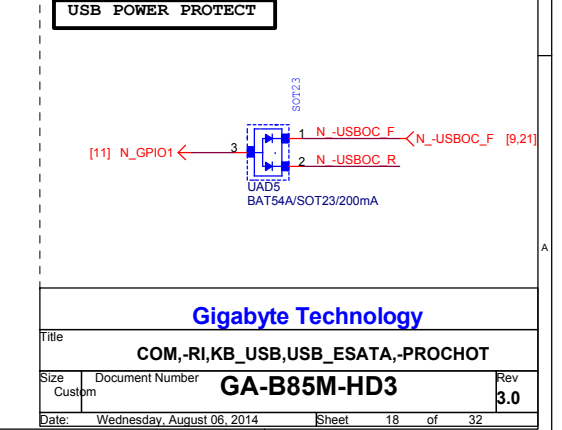 USB POWER PROTECT
SOT23
[11] N_GPIO1 3 1 N_-USBOC_F N_-USBOC_F [9,21]
2 N_-USBOC_R
UAD5
BAT54A/SOT23/200mA
A
Gigabyte Technology
Title
COM,-RI,KB_USB,USB_ESATA,-PROCHOT
Size Document Number Rev
Custom GA-B85M-HD3 3.0
Date: Wednesday, August 06, 2014 Sheet 18 of 32